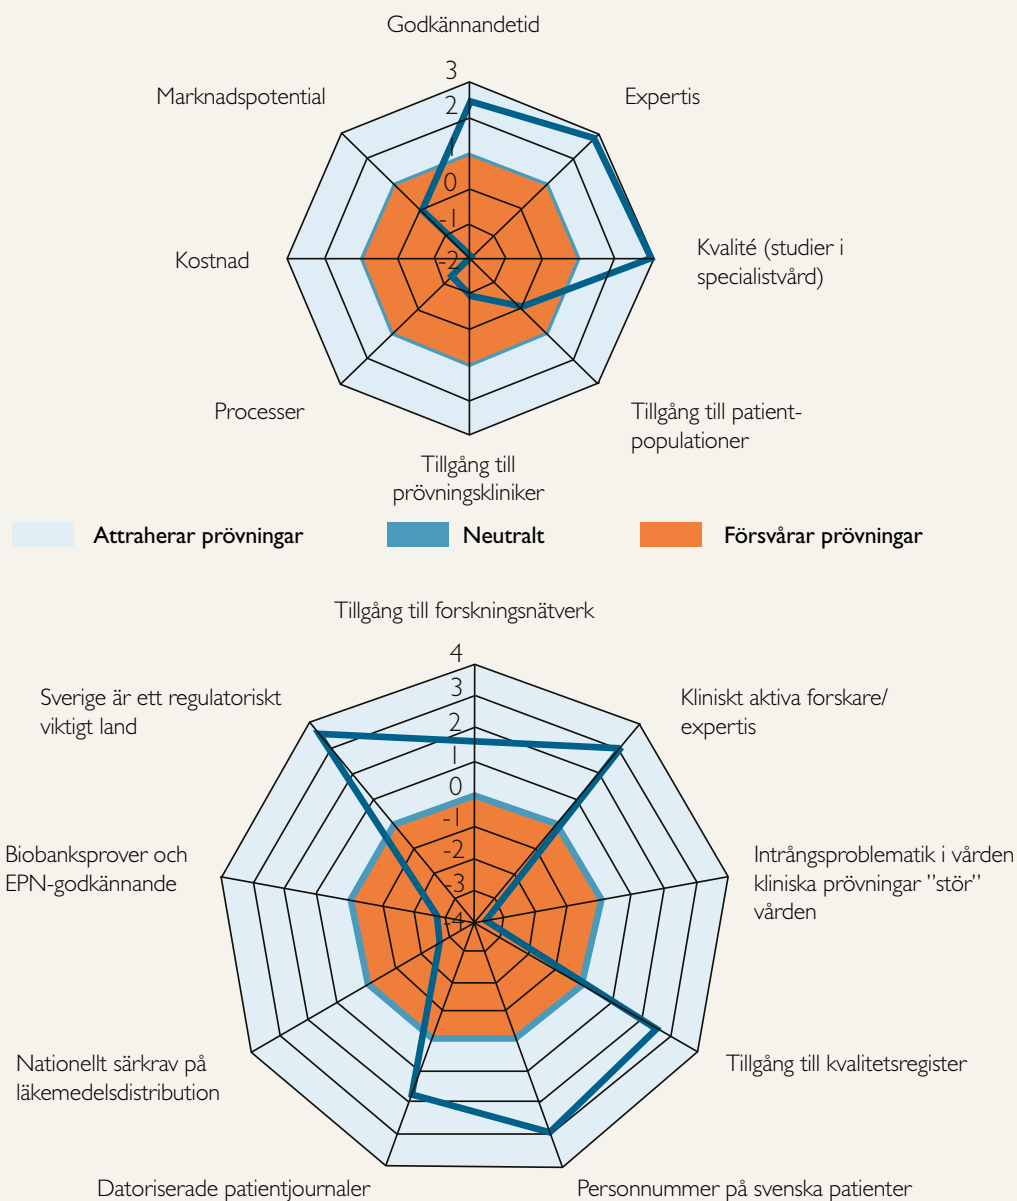 Godkännandetid
3
Marknadspotential
Expertis
2
1
0
-1
Kostnad
-2
Kvalité (studier i
specialistvård)
Processer
Tillgång till patient-
populationer
Tillgång till
prövningskliniker
Attraherar prövningar
Neutralt
Försvårar prövningar
Tillgång till forskningsnätverk
4
Sverige är ett regulatoriskt
viktigt land
Kliniskt aktiva forskare/
expertis
3
2
1
0
-1
-2
-3
-4
Biobanksprover och
EPN-godkännande
Intrångsproblematik i vården
kliniska prövningar ”stör”
vården
Nationellt särkrav på
läkemedelsdistribution
Tillgång till kvalitetsregister
Datoriserade patientjournaler
Personnummer på svenska patienter